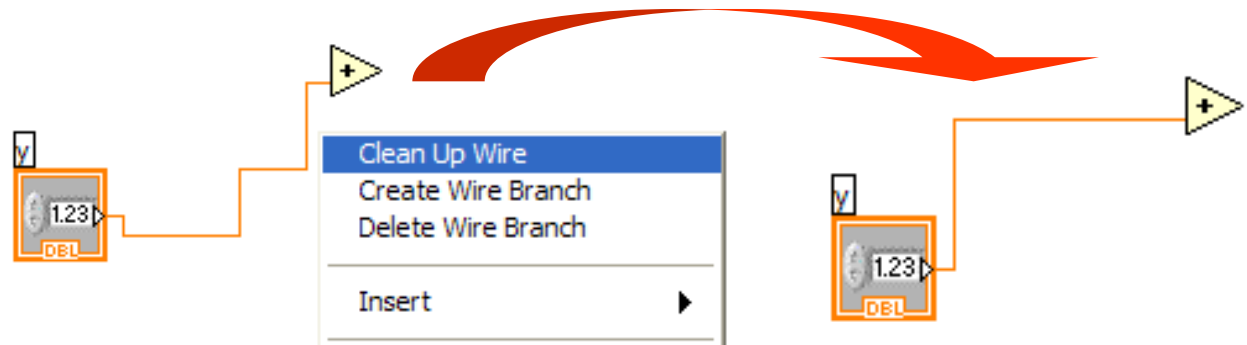 +
y
1.23
DBL
Clean Up Wire
Create Wire Branch
Delete Wire Branch
Insert
+
y
1.23
DBL